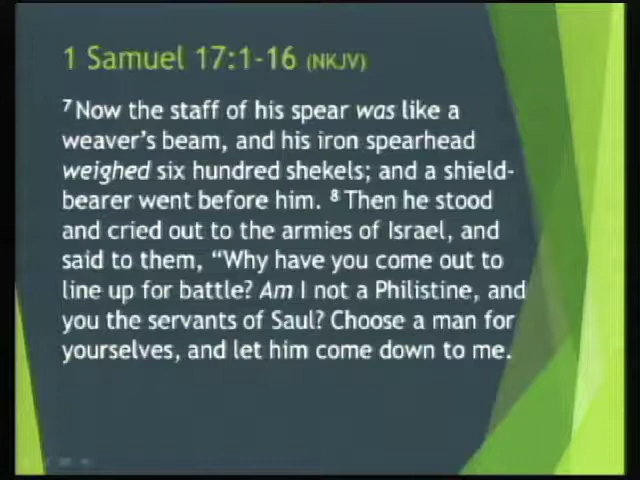 1 Samuel 17:1-16 (NKJV)
⁷ Now the staff of his spear was like a
weaver's beam, and his iron spearhead
weighed six hundred shekels; and a shield-
bearer went before him. ⁸ Then he stood
and cried out to the armies of Israel, and
said to them, “Why have you come out to
line up for battle? Am I not a Philistine, and
you the servants of Saul? Choose a man for
yourselves, and let him come down to me.